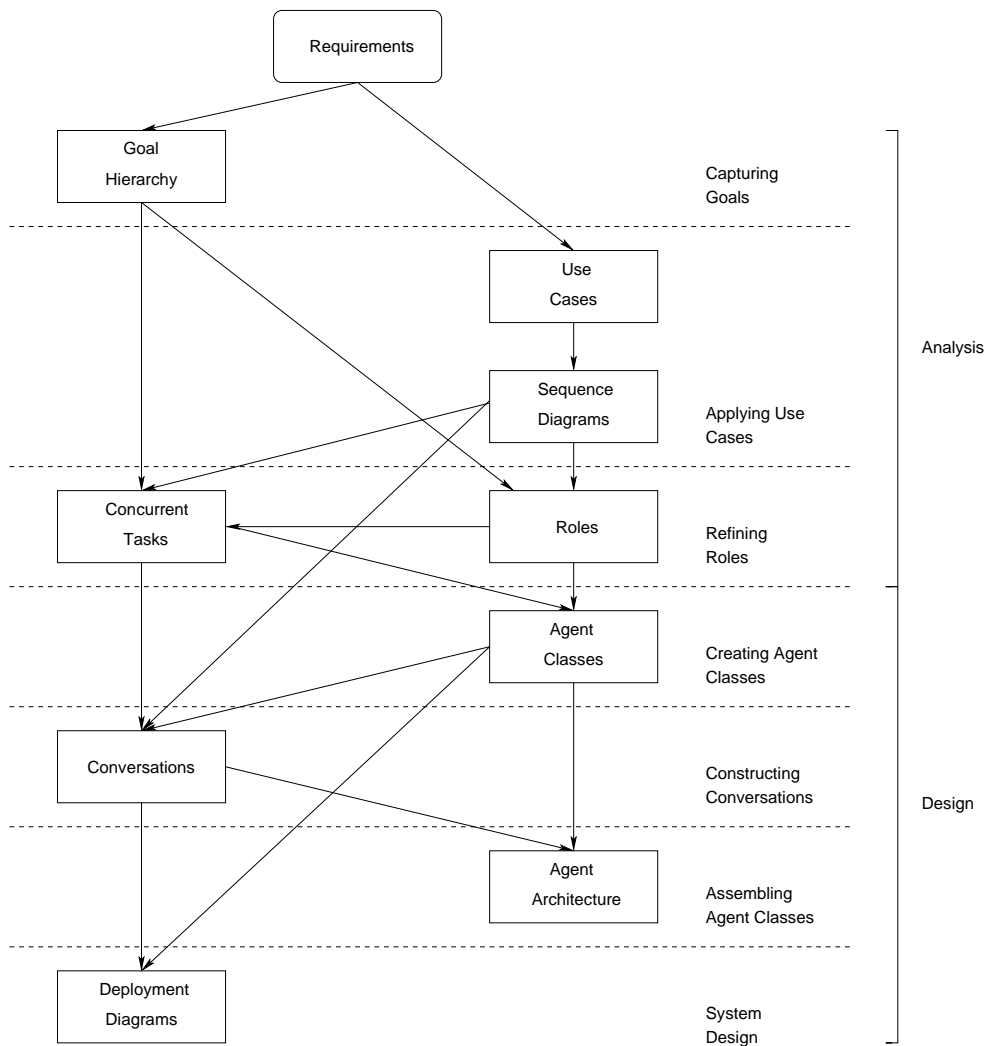 Requirements
Goal
Hierarchy
Capturing
Goals
Use
Cases
Analysis
Sequence
Diagrams
Applying Use
Cases
Concurrent
Tasks
Roles
Refining
Roles
Agent
Classes
Creating Agent
Classes
Conversations
Constructing
Conversations
Design
Agent
Architecture
Assembling
Agent Classes
Deployment
Diagrams
System
Design